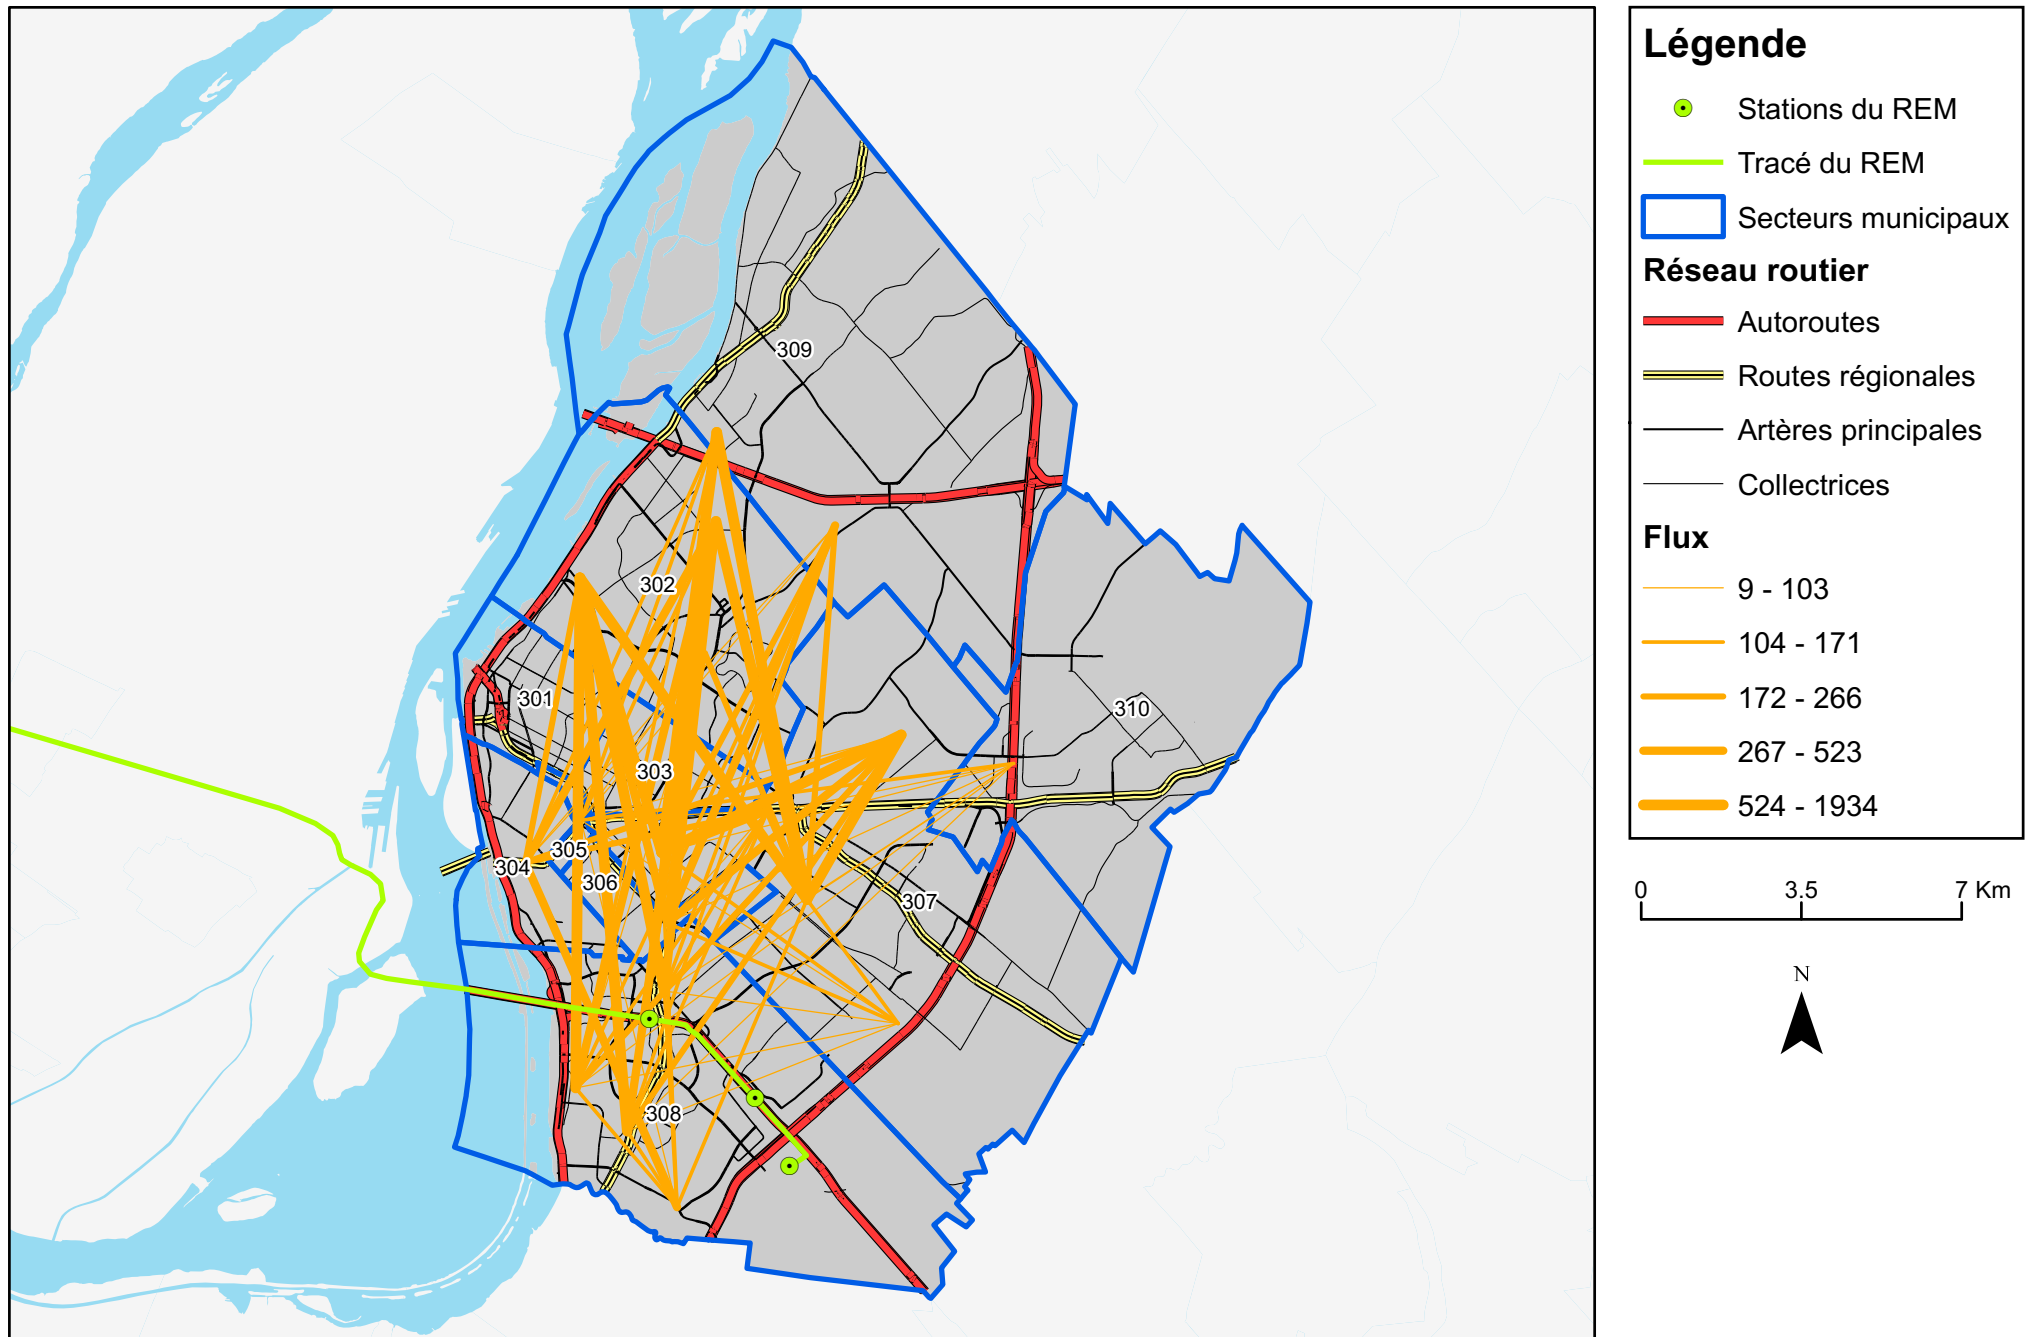 Légende
Stations du REM
Tracé du REM
Secteurs municipaux
Réseau routier
Autoroutes
Routes régionales
Artères principales
Collectrices
Flux
9 - 103
104 - 171
172 - 266
267 - 523
524 - 1934
0 3.5 7 Km
N
309
302
301
310
303
305
304
306
307
308